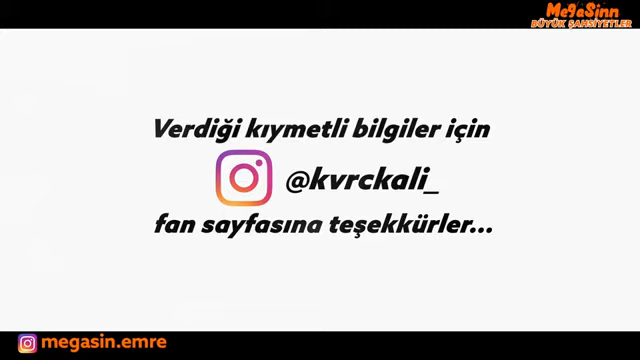 MegaSinn
BÜYÜK ŞAHSİYETLER
Verdiği kıymetli bilgiler için
@kvrckali_
fan sayfasına teşekkürler...
megasin.emre